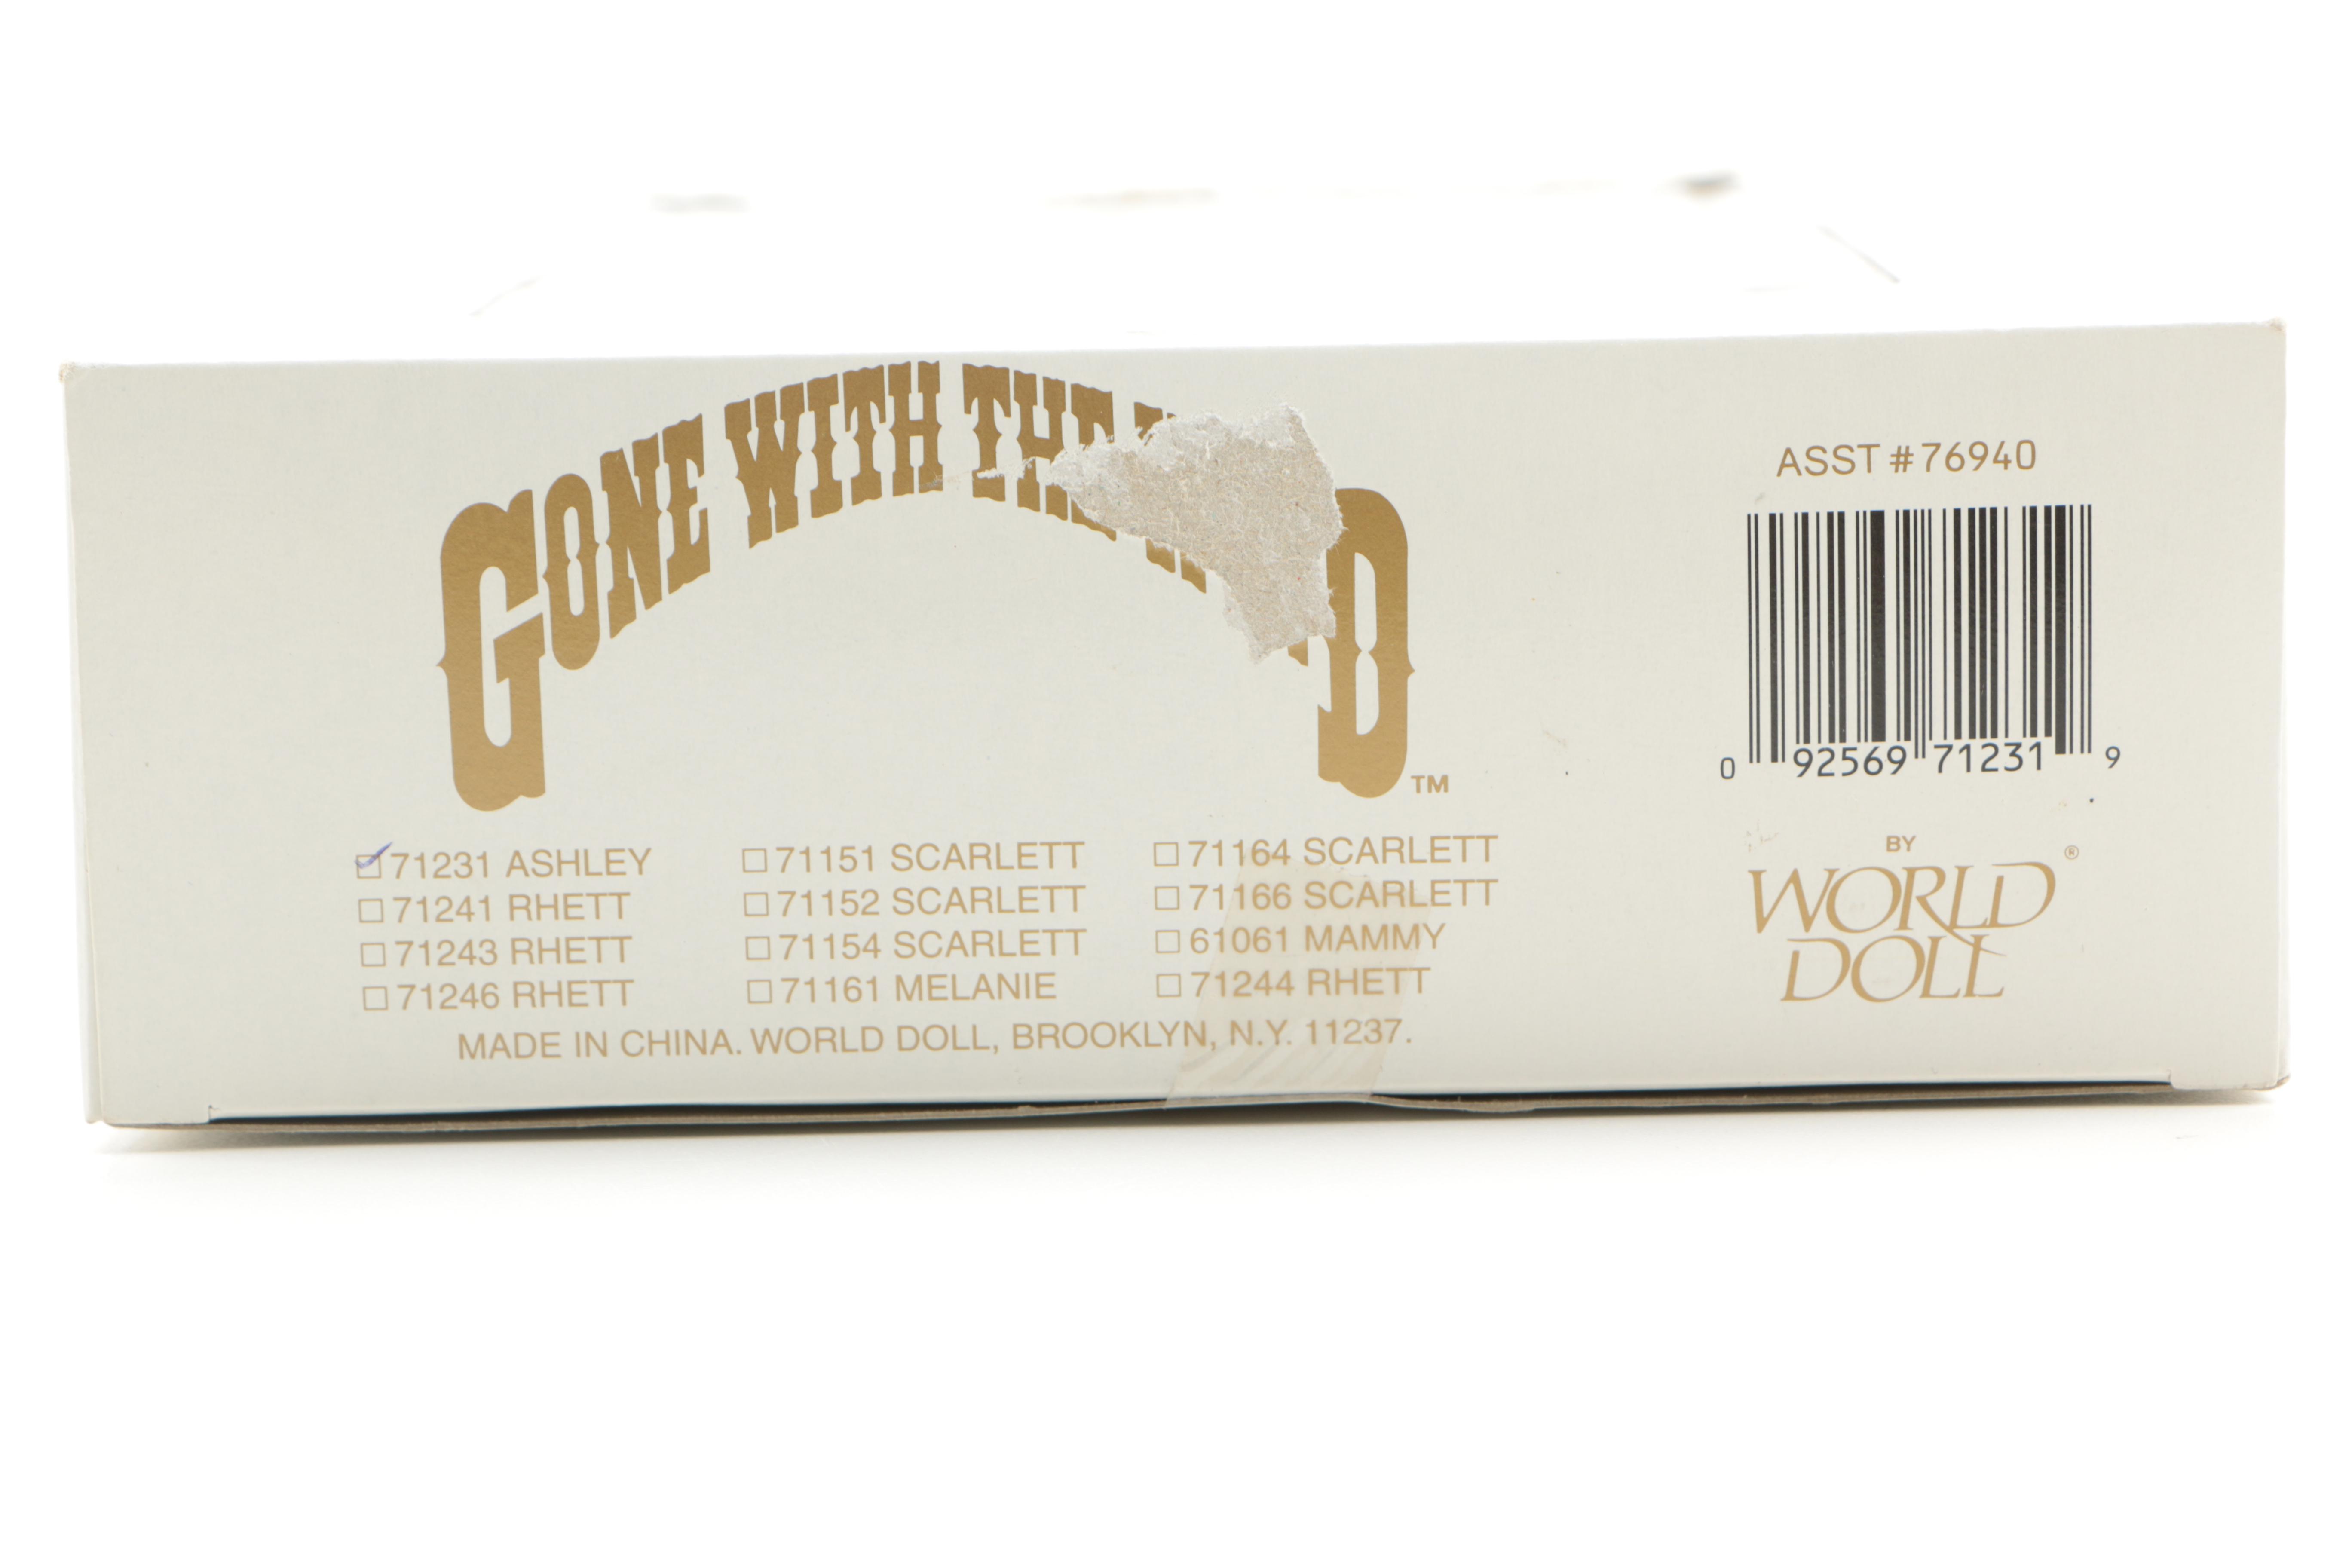 GONE WITH THE D TM
ASST # 76940
0 92569 71231 9
71231 ASHLEY
71241 RHETT
71243 RHETT
71246 RHETT
71151 SCARLETT
71152 SCARLETT
71154 SCARLETT
71161 MELANIE
71164 SCARLETT
71166 SCARLETT
61061 MAMMY
71244 RHETT
MADE IN CHINA. WORLD DOLL, BROOKLYN, N.Y. 11237.
BY
WORLD ®
DOLL